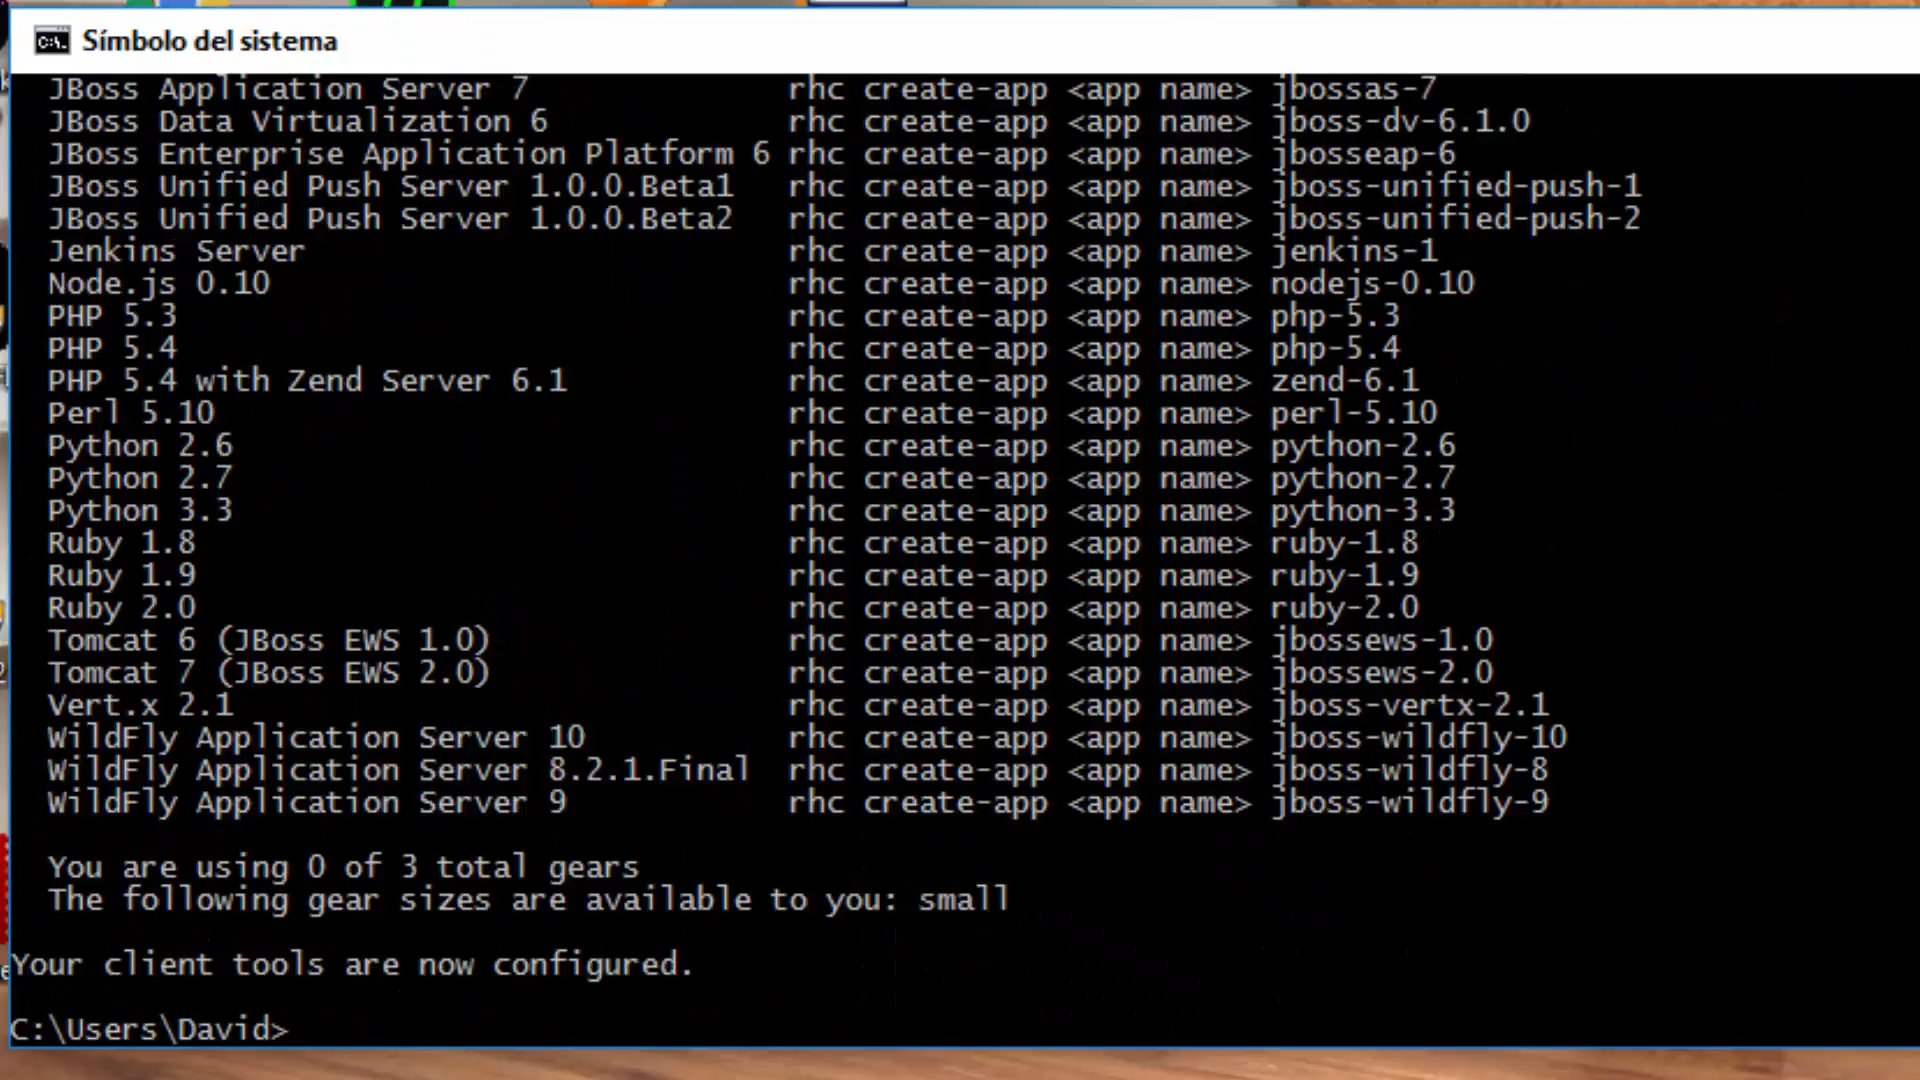 Símbolo del sistema
JBoss Application Server 7 rhc create-app <app name> jbossas-7
JBoss Data Virtualization 6 rhc create-app <app name> jboss-dv-6.1.0
JBoss Enterprise Application Platform 6 rhc create-app <app name> jbosseap-6
JBoss Unified Push Server 1.0.0.Beta1 rhc create-app <app name> jboss-unified-push-1
JBoss Unified Push Server 1.0.0.Beta2 rhc create-app <app name> jboss-unified-push-2
Jenkins Server rhc create-app <app name> jenkins-1
Node.js 0.10 rhc create-app <app name> nodejs-0.10
PHP 5.3 rhc create-app <app name> php-5.3
PHP 5.4 rhc create-app <app name> php-5.4
PHP 5.4 with Zend Server 6.1 rhc create-app <app name> zend-6.1
Perl 5.10 rhc create-app <app name> perl-5.10
Python 2.6 rhc create-app <app name> python-2.6
Python 2.7 rhc create-app <app name> python-2.7
Python 3.3 rhc create-app <app name> python-3.3
Ruby 1.8 rhc create-app <app name> ruby-1.8
Ruby 1.9 rhc create-app <app name> ruby-1.9
Ruby 2.0 rhc create-app <app name> ruby-2.0
Tomcat 6 (JBoss EWS 1.0) rhc create-app <app name> jbossews-1.0
Tomcat 7 (JBoss EWS 2.0) rhc create-app <app name> jbossews-2.0
Vert.x 2.1 rhc create-app <app name> jboss-vertx-2.1
WildFly Application Server 10 rhc create-app <app name> jboss-wildfly-10
WildFly Application Server 8.2.1.Final rhc create-app <app name> jboss-wildfly-8
WildFly Application Server 9 rhc create-app <app name> jboss-wildfly-9
You are using 0 of 3 total gears
The following gear sizes are available to you: small
Your client tools are now configured.
C:\Users\David>